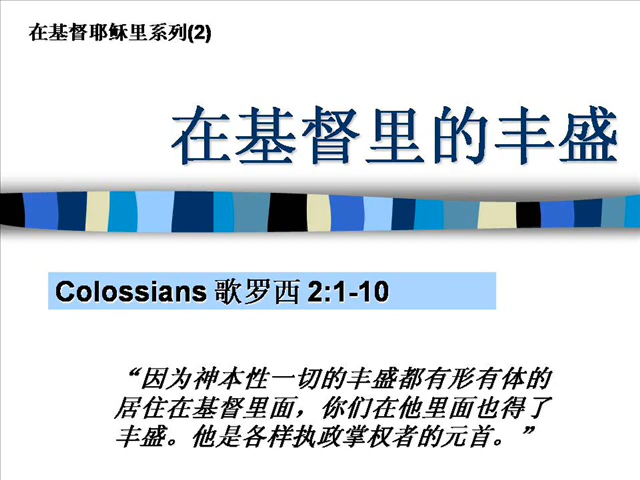 在基督耶稣里系列(2)
在基督里的丰盛
Colossians 歌罗西 2:1-10
“因为神本性一切的丰盛都有形有体的
居住在基督里面，你们在他里面也得了
丰盛。他是各样执政掌权者的元首。”